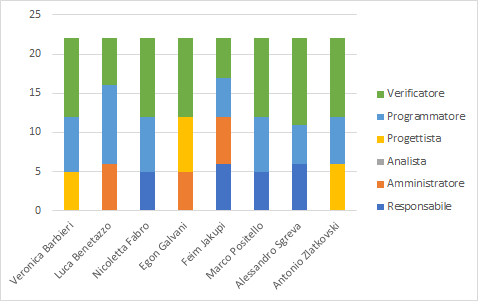 25
20
15
10
5
0
Veronica Barbieri
Luca Benetazzo
Nicoletta Fabro
Egon Galvani
Feim Jakupi
Marco Positello
Alessandro Sgreva
Antonio Zlatkovski
Verificatore
Programmatore
Progettista
Analista
Amministratore
Responsabile